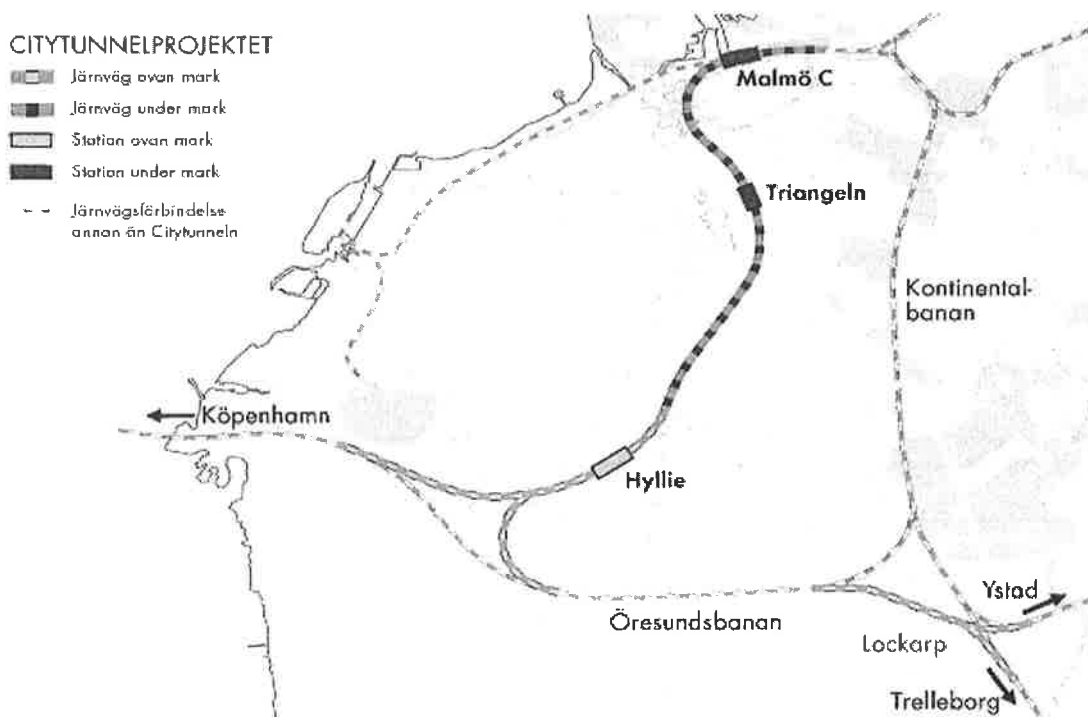 CITYTUNNELPROJEKTET
Järnväg ovan mark
Järnväg under mark
Station ovan mark
Station under mark
Järnvägsförbindelse
annan än Citytunneln
Malmö C
Triangeln
Kontinental-
banan
Köpenhamn
Hyllie
Ystad
Öresundsbanan
Lockarp
Trelleborg